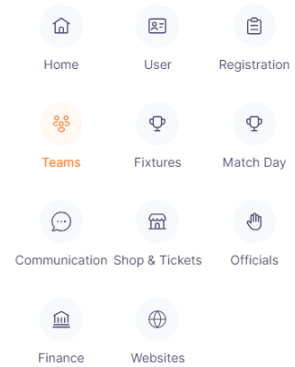 Home User Registration
Teams Fixtures Match Day
Communication Shop & Tickets Officials
Finance Websites